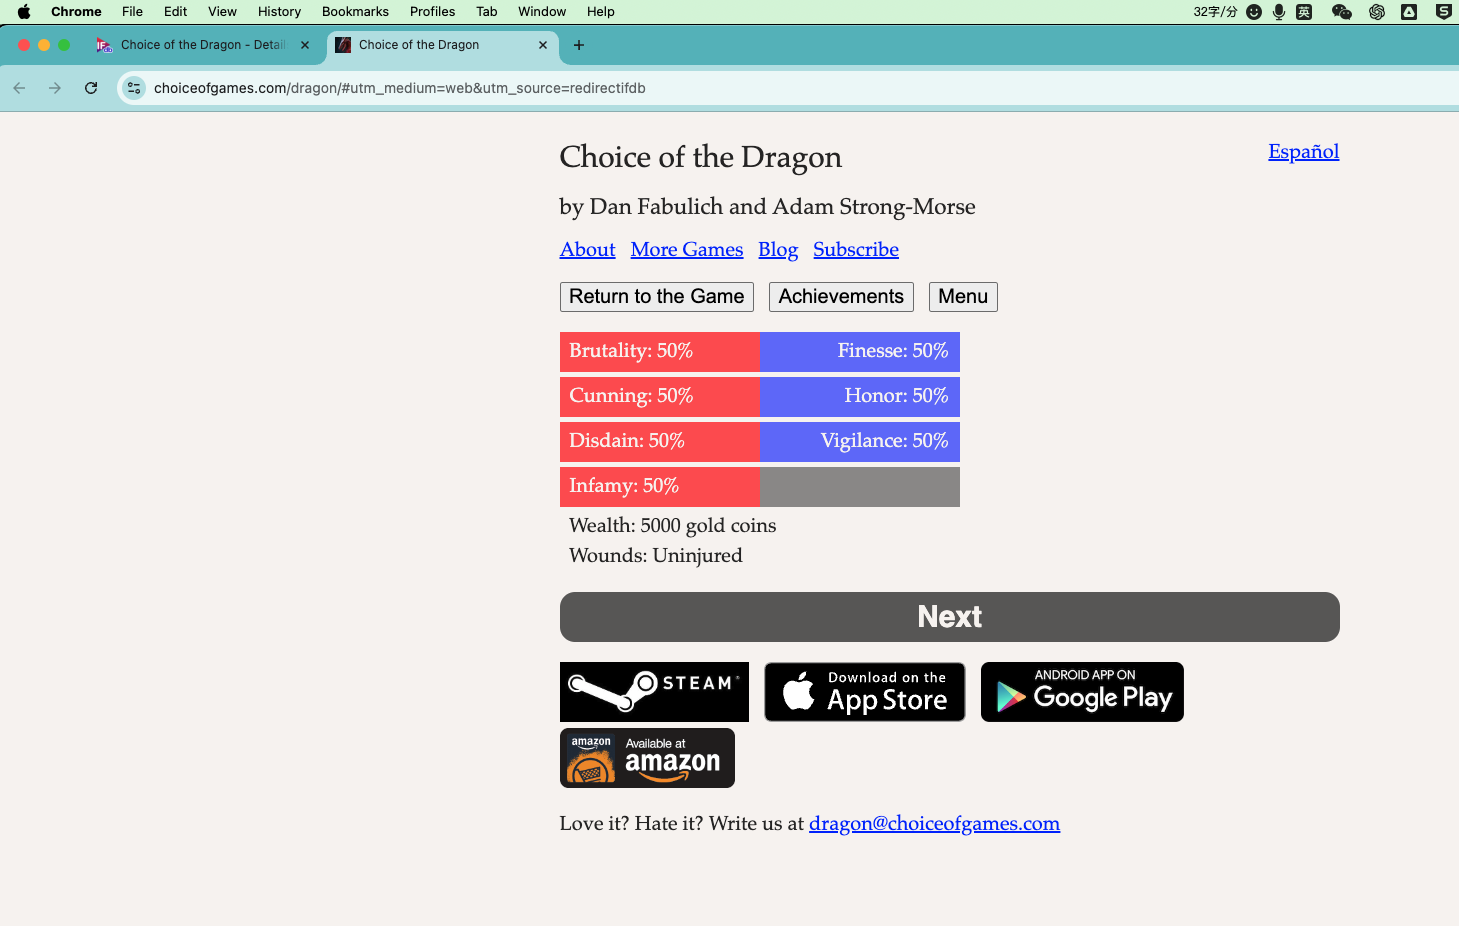 Chrome File Edit View History Bookmarks Profiles Tab Window Help 32字/分 英
Choice of the Dragon - Detail Choice of the Dragon
choiceofgames.com/dragon/#utm_medium=web&utm_source=redirectifdb
Choice of the Dragon Español
by Dan Fabulich and Adam Strong-Morse
About More Games Blog Subscribe
Return to the Game Achievements Menu
Brutality: 50% Finesse: 50%
Cunning: 50% Honor: 50%
Disdain: 50% Vigilance: 50%
Infamy: 50%
Wealth: 5000 gold coins
Wounds: Uninjured
Next
STEAM
Download on the
App Store
ANDROID APP ON
Google Play
amazon
Available at
amazon
Love it? Hate it? Write us at dragon@choiceofgames.com